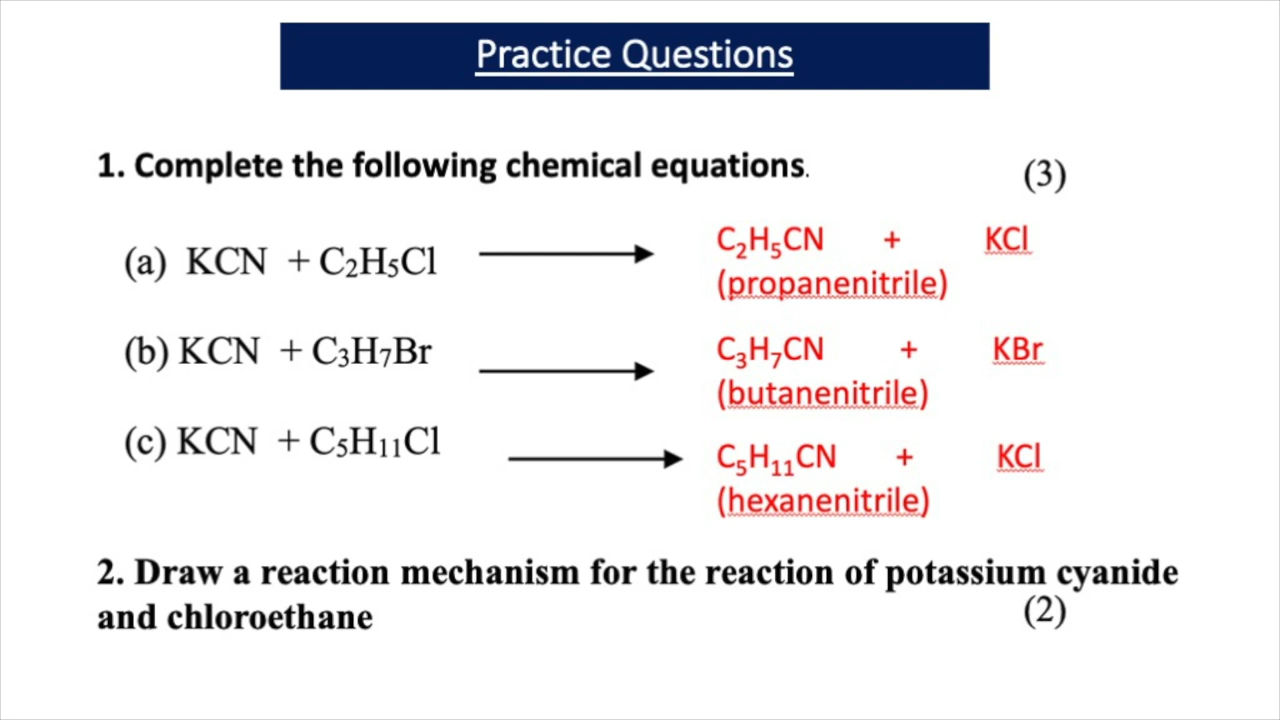 Practice Questions
1. Complete the following chemical equations. (3)
(a) KCN + C₂H₅Cl C₂H₅CN + KCl
(propanenitrile)
(b) KCN + C₃H₇Br C₃H₇CN + KBr
(butanenitrile)
(c) KCN + C₅H₁₁Cl C₅H₁₁CN + KCl
(hexanenitrile)
2. Draw a reaction mechanism for the reaction of potassium cyanide
and chloroethane (2)